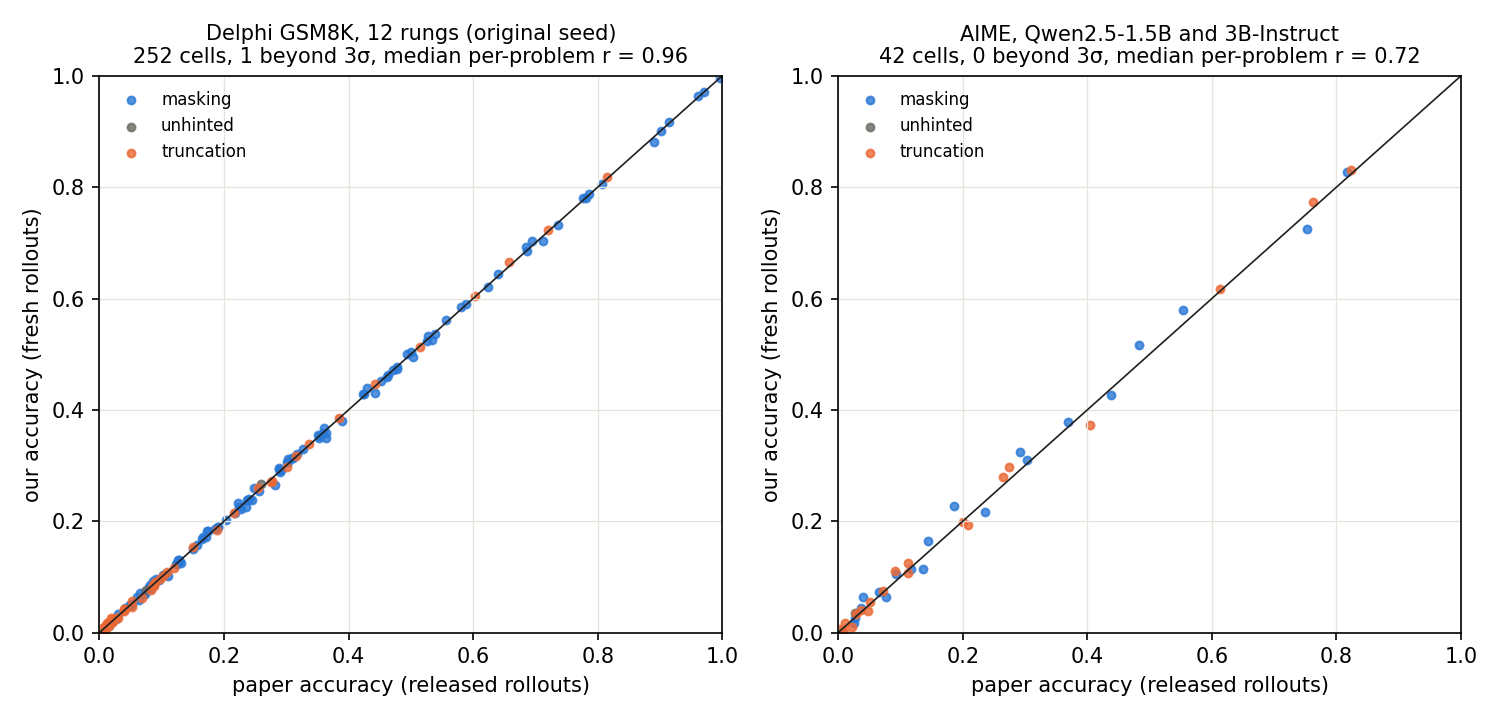 Delphi GSM8K, 12 rungs (original seed)
252 cells, 1 beyond 3σ, median per-problem r = 0.96
1.0
0.8
0.6
0.4
0.2
0.0
our accuracy (fresh rollouts)
masking
unhinted
truncation
0.0 0.2 0.4 0.6 0.8 1.0
paper accuracy (released rollouts)
AIME, Qwen2.5-1.5B and 3B-Instruct
42 cells, 0 beyond 3σ, median per-problem r = 0.72
1.0
0.8
0.6
0.4
0.2
0.0
our accuracy (fresh rollouts)
masking
unhinted
truncation
0.0 0.2 0.4 0.6 0.8 1.0
paper accuracy (released rollouts)